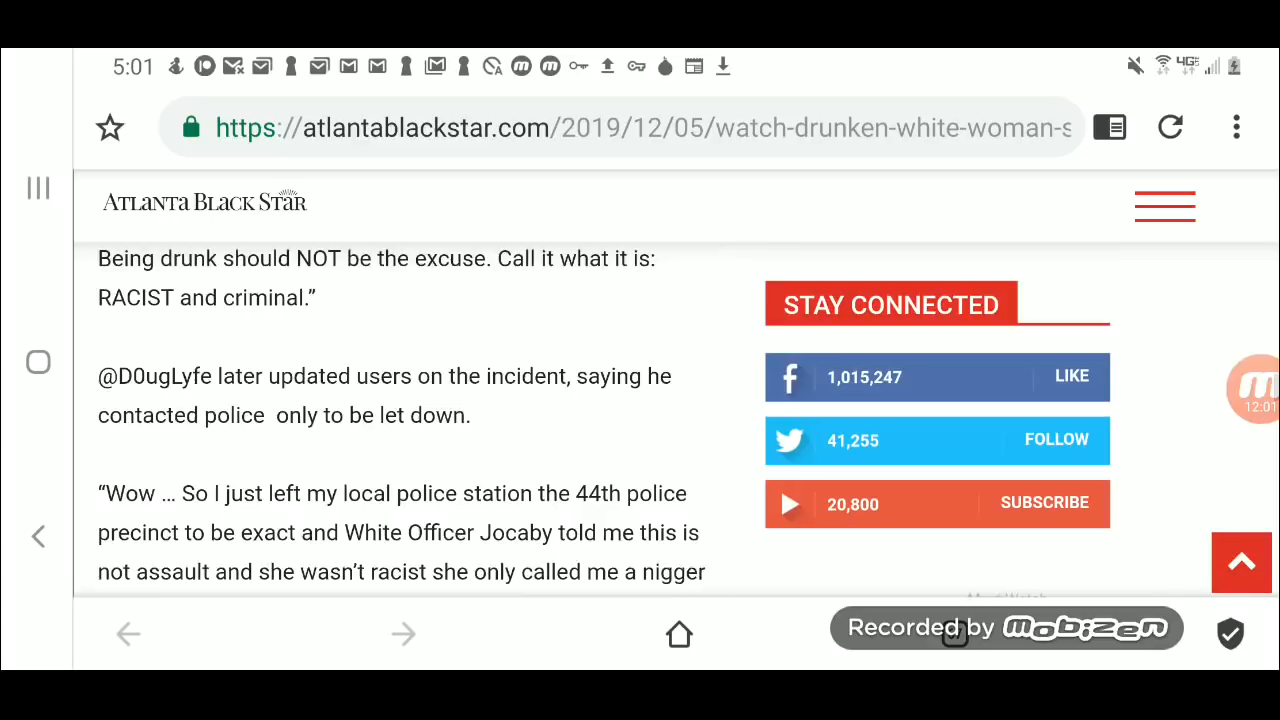 5:01
4GE
https://atlantablackstar.com/2019/12/05/watch-drunken-white-woman-s
ATLANTA BLACK STAR
Being drunk should NOT be the excuse. Call it what it is:
RACIST and criminal.”
@D0ugLyfe later updated users on the incident, saying he
contacted police only to be let down.
“Wow … So I just left my local police station the 44th police
precinct to be exact and White Officer Jocaby told me this is
not assault and she wasn’t racist she only called me a nigger
STAY CONNECTED
1,015,247 LIKE
41,255 FOLLOW
20,800 SUBSCRIBE
12:01
Recorded by mobizen